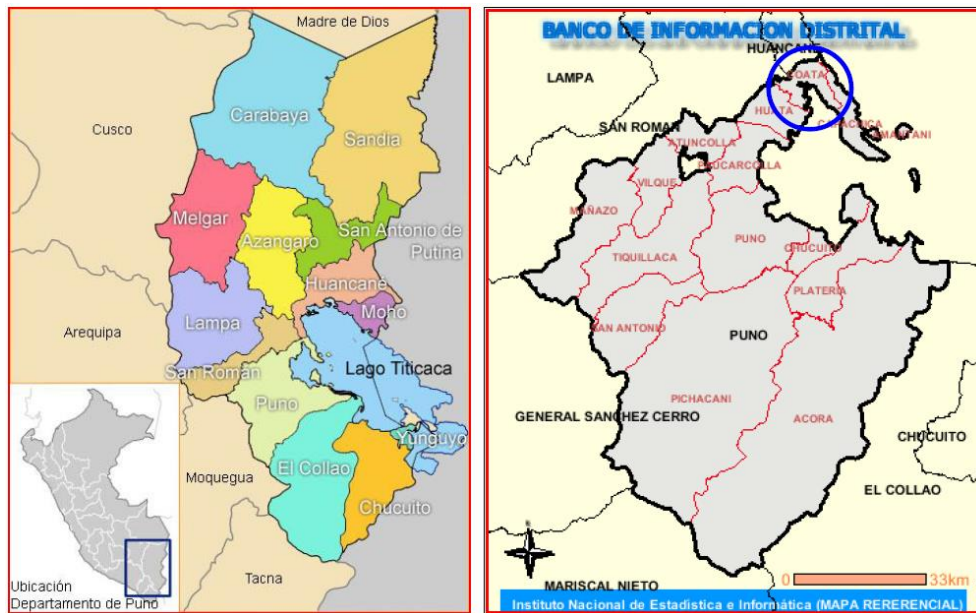 Madre de Dios
Cusco
Carabaya
Sandia
Melgar
Azangaro
San Antonio de
Putina
Huancané
Moho
Lampa
Arequipa
Lago Titicaca
San Román
Puno
Yunguyo
Moquegua
El Collao
Chucuito
Tacna
Ubicación
Departamento de Puno
BANCO DE INFORMACION DISTRITAL
HUANCANE
LAMPA
COATA
HUATA
CAPACHICA
AMANTANI
SAN ROMAN
ATUNCOLLA
PAUCARCOLLA
VILQUE
MAÑAZO
PUNO
CHUCUITO
TIQUILLACA
PLATERIA
SAN ANTONIO
PUNO
PICHACANI
ACORA
GENERAL SANCHEZ CERRO
CHUCUITO
EL COLLAO
MARISCAL NIETO
0 33km
Instituto Nacional de Estadística e Informática (MAPA RERERENCIAL)